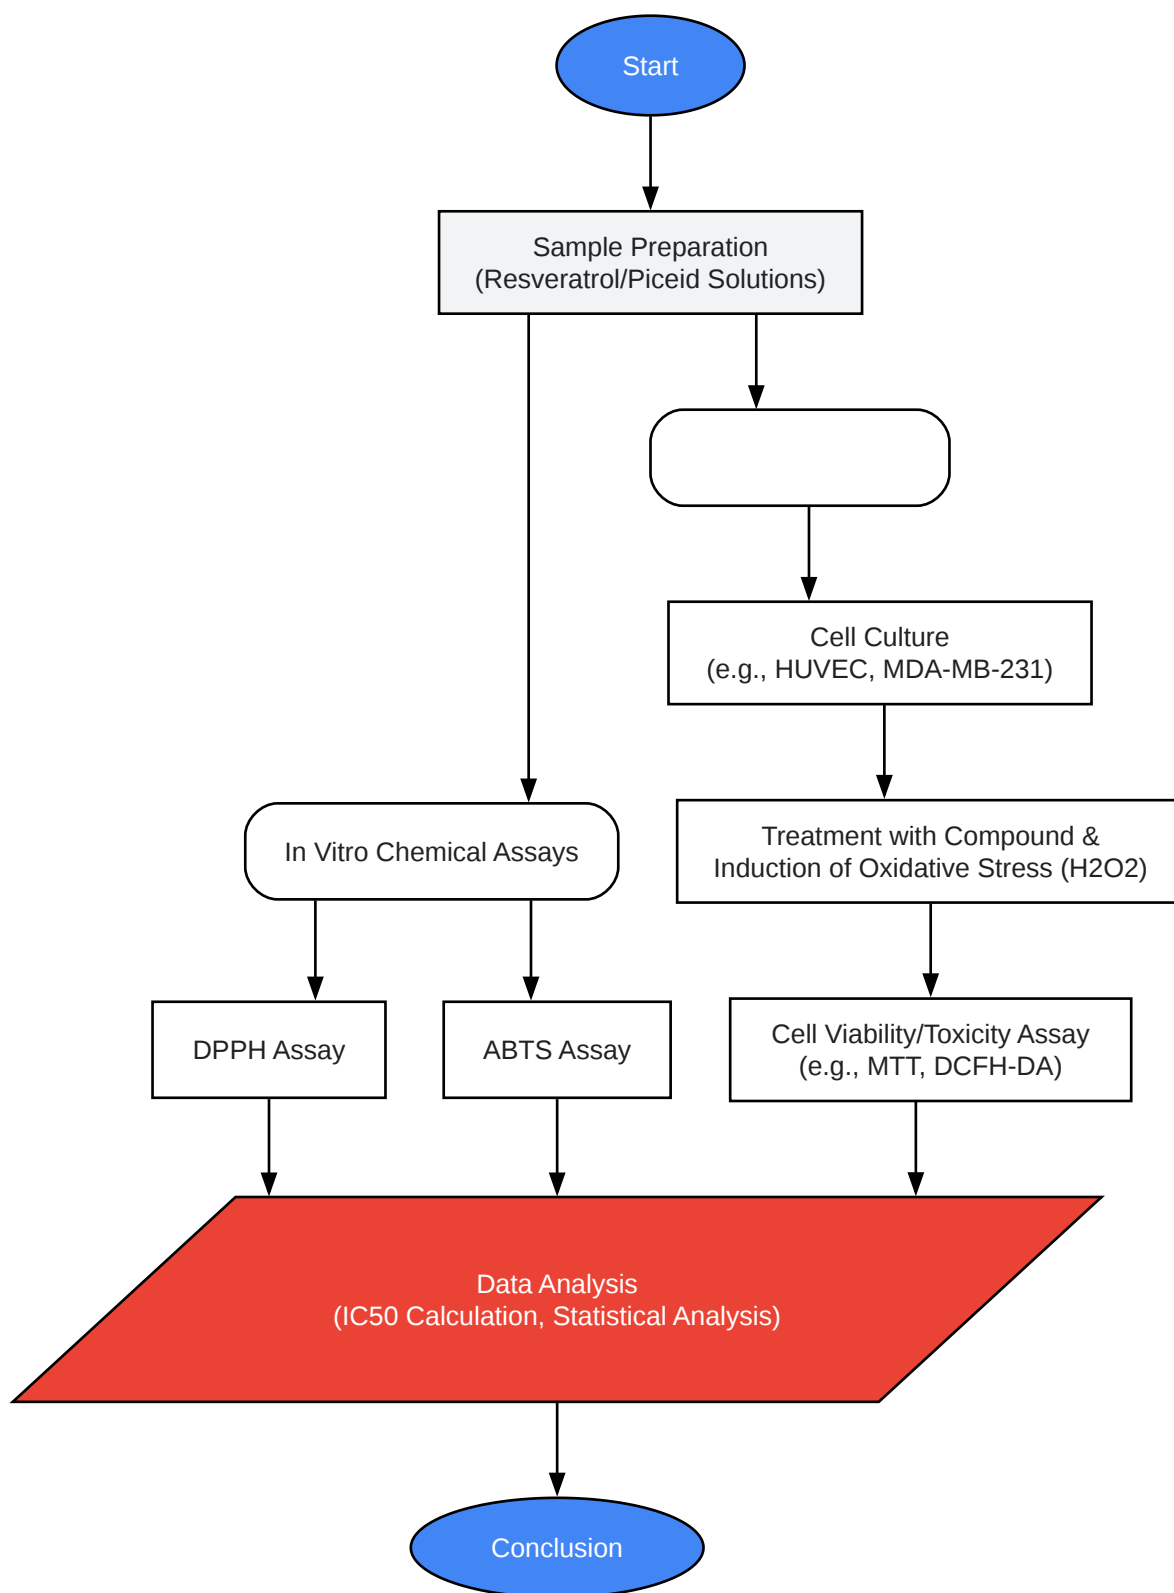 Start
Sample Preparation
(Resveratrol/Piceid Solutions)
Cell Culture
(e.g., HUVEC, MDA-MB-231)
In Vitro Chemical Assays
Treatment with Compound &
Induction of Oxidative Stress (H2O2)
DPPH Assay
ABTS Assay
Cell Viability/Toxicity Assay
(e.g., MTT, DCFH-DA)
Data Analysis
(IC50 Calculation, Statistical Analysis)
Conclusion